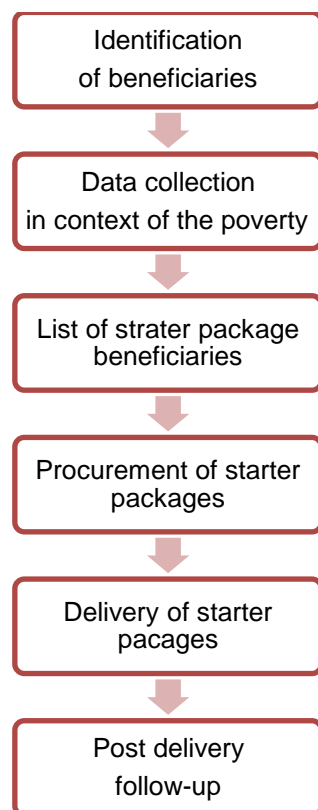 Identification
of beneficiaries
Data collection
in context of the poverty
List of strater package
beneficiaries
Procurement of starter
packages
Delivery of starter
pacages
Post delivery
follow-up